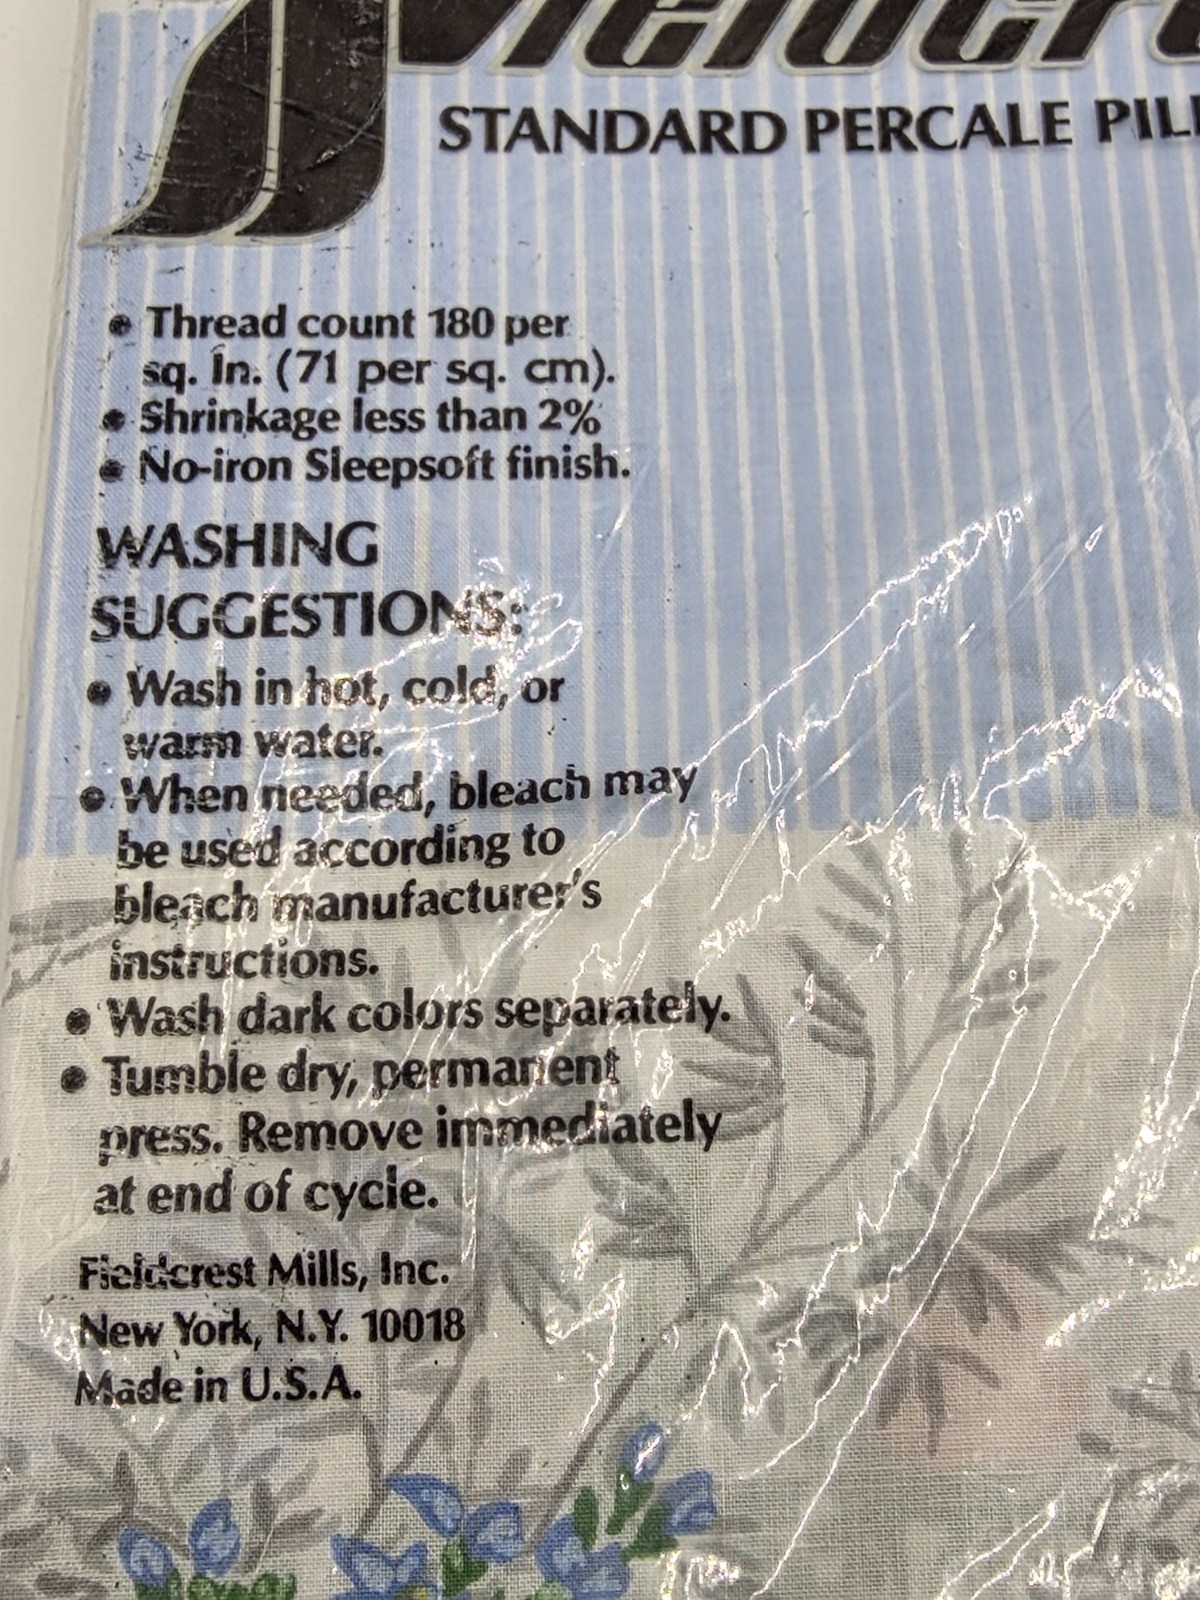 Fieldcre
STANDARD PERCALE PIL
• Thread count 180 per
sq. In. (71 per sq. cm).
• Shrinkage less than 2%
• No-iron Sleepsoft finish.
WASHING
SUGGESTIONS:
• Wash in hot, cold, or
warm water.
• When needed, bleach may
be used according to
bleach manufacturer's
instructions.
• Wash dark colors separately.
• Tumble dry, permanent
press. Remove immediately
at end of cycle.
Fieldcrest Mills, Inc.
New York, N.Y. 10018
Made in U.S.A.